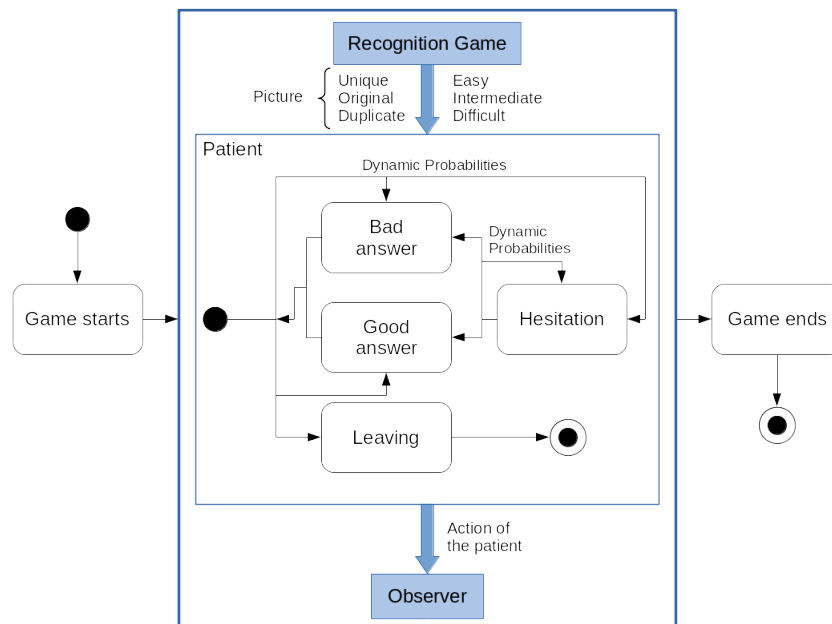 Recognition Game
Picture
Unique
Original
Duplicate
Easy
Intermediate
Difficult
Patient
Dynamic Probabilities
Bad
answer
Dynamic
Probabilities
Game starts
Good
answer
Hesitation
Game ends
Leaving
Action of
the patient
Observer